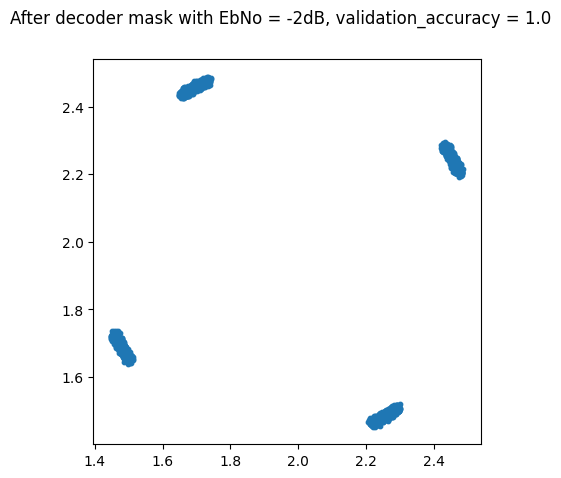 After decoder mask with EbNo = -2dB, validation_accuracy = 1.0
2.4
2.2
2.0
1.8
1.6
1.4 1.6 1.8 2.0 2.2 2.4